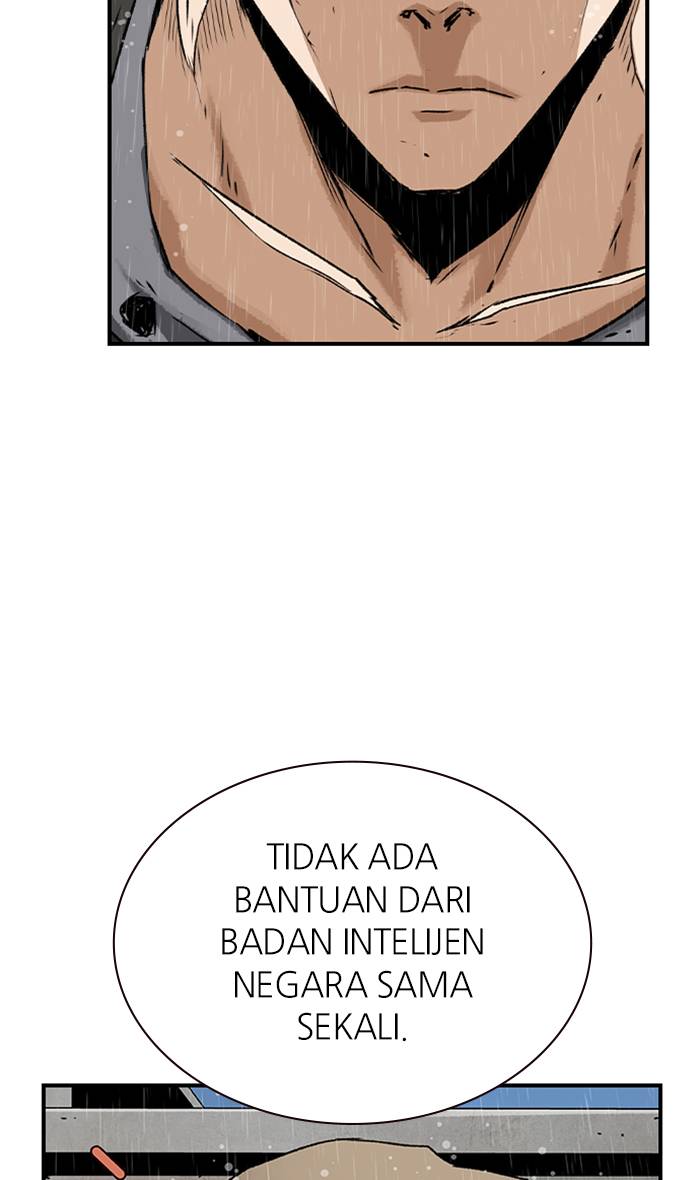 TIDAK ADA
BANTUAN DARI
BADAN INTELIJEN
NEGARA SAMA
SEKALI.